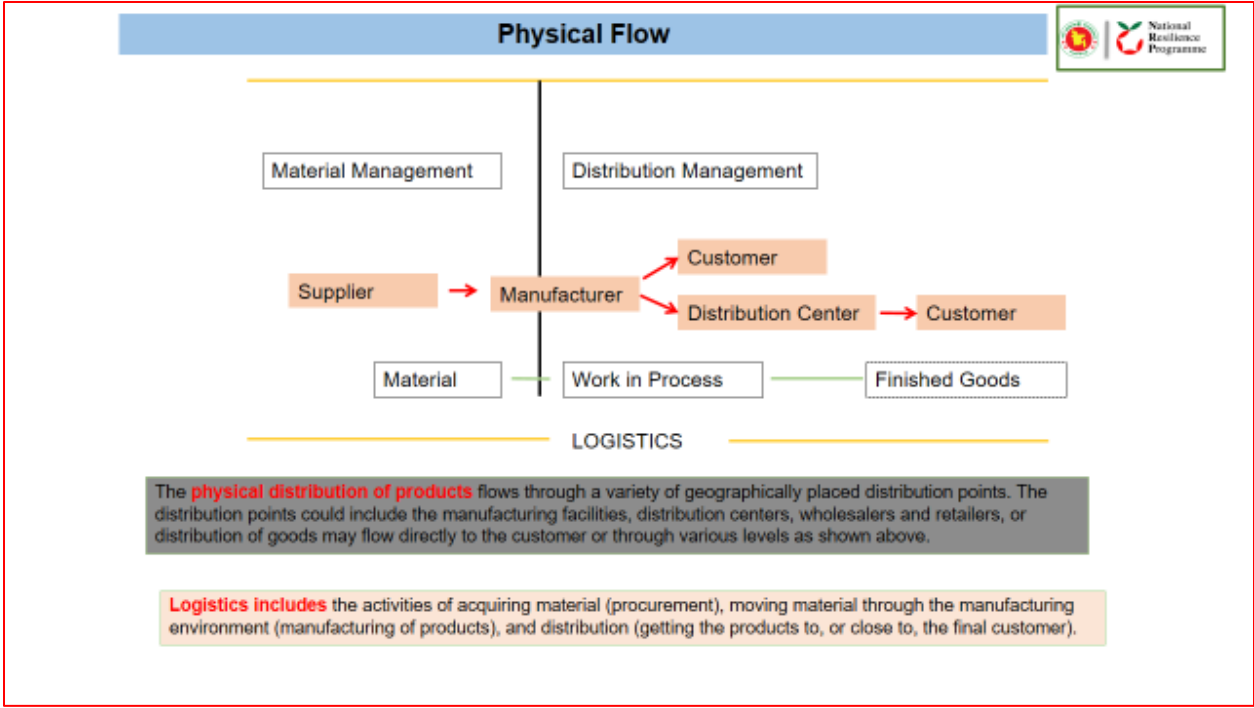 Physical Flow
National
Resilience
Programme
Material Management
Distribution Management
Customer
Supplier
Manufacturer
Distribution Center
Customer
Material
Work in Process
Finished Goods
LOGISTICS
The physical distribution of products flows through a variety of geographically placed distribution points. The
distribution points could include the manufacturing facilities, distribution centers, wholesalers and retailers, or
distribution of goods may flow directly to the customer or through various levels as shown above.
Logistics includes the activities of acquiring material (procurement), moving material through the manufacturing
environment (manufacturing of products), and distribution (getting the products to, or close to, the final customer).